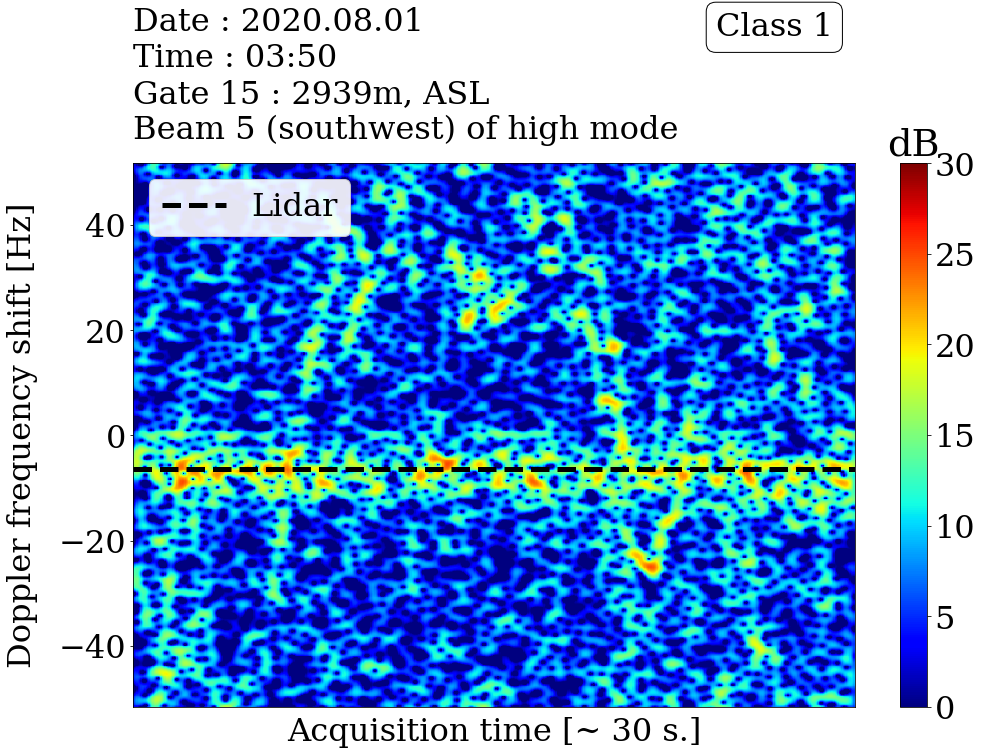 Date : 2020.08.01
Time : 03:50
Gate 15 : 2939m, ASL
Beam 5 (southwest) of high mode
Class 1
dB
Lidar
Doppler frequency shift [Hz]
40
20
0
−20
−40
30
25
20
15
10
5
0
Acquisition time [~ 30 s.]